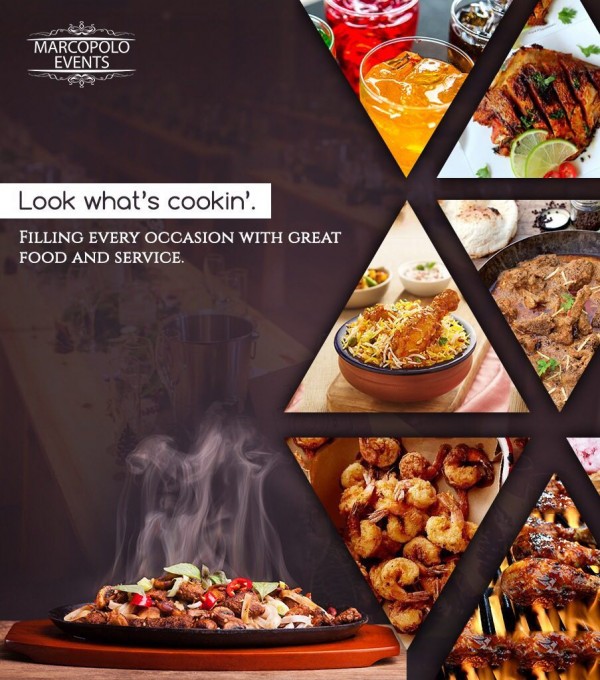 MARCOPOLO
EVENTS
Look what's cookin'.
FILLING EVERY OCCASION WITH GREAT
FOOD AND SERVICE.